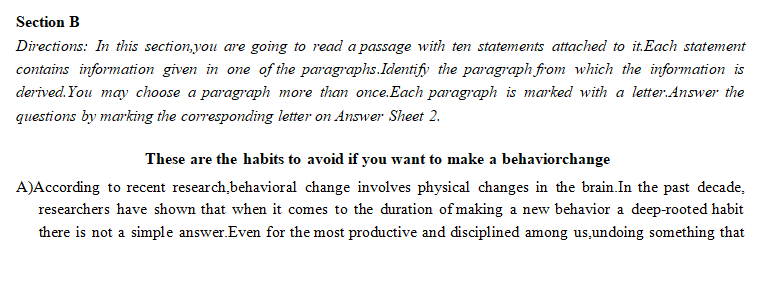 Section B
Directions: In this section,you are going to read a passage with ten statements attached to it.Each statement
contains information given in one of the paragraphs.Identify the paragraph from which the information is
derived.You may choose a paragraph more than once.Each paragraph is marked with a letter.Answer the
questions by marking the corresponding letter on Answer Sheet 2.
These are the habits to avoid if you want to make a behaviorchange
A)According to recent research,behavioral change involves physical changes in the brain.In the past decade,
researchers have shown that when it comes to the duration of making a new behavior a deep-rooted habit
there is not a simple answer.Even for the most productive and disciplined among us,undoing something that